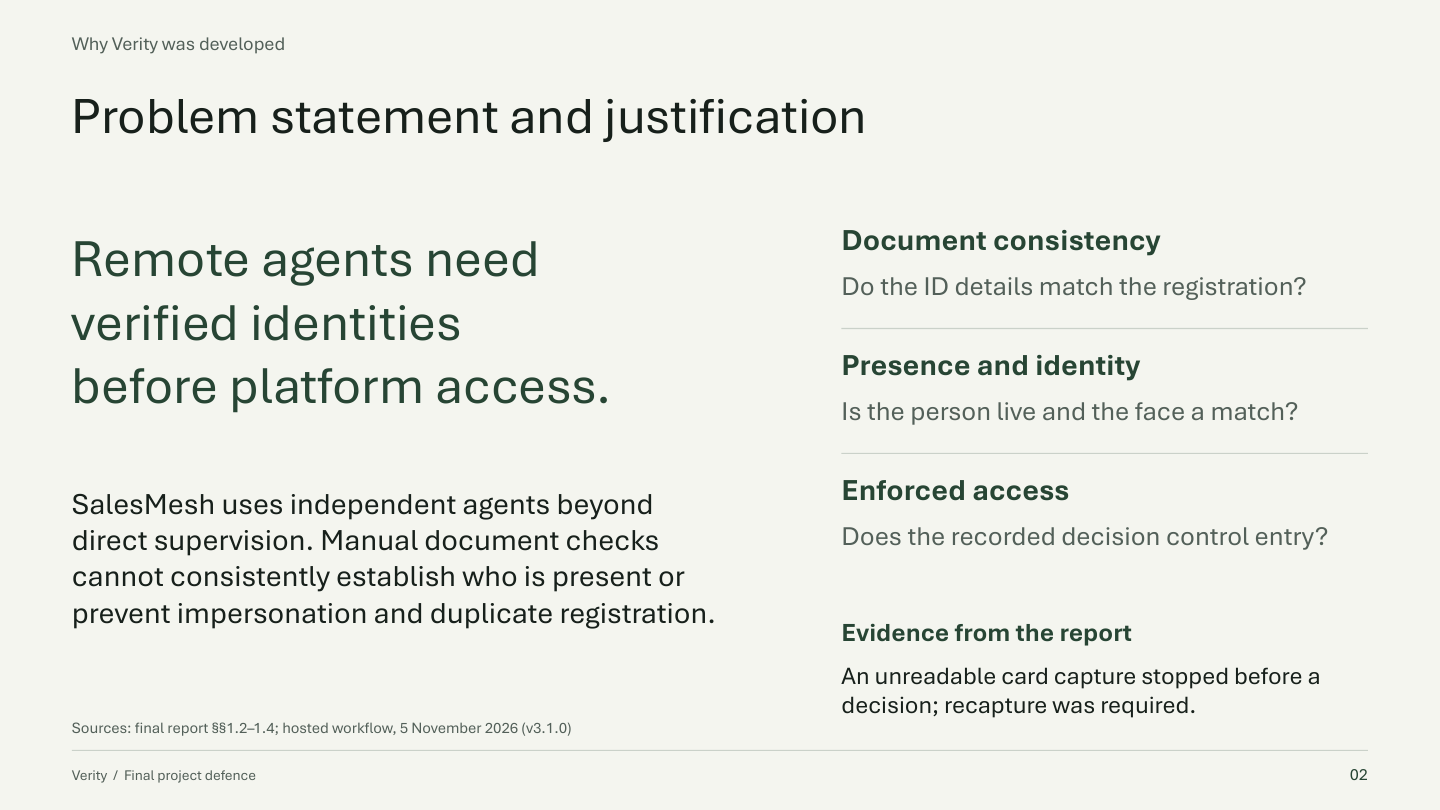 Why Verity was developed
Problem statement and justification
Remote agents need
verified identities
before platform access.
SalesMesh uses independent agents beyond
direct supervision. Manual document checks
cannot consistently establish who is present or
prevent impersonation and duplicate registration.
Document consistency
Do the ID details match the registration?
Presence and identity
Is the person live and the face a match?
Enforced access
Does the recorded decision control entry?
Evidence from the report
An unreadable card capture stopped before a
decision; recapture was required.
Sources: final report §§1.2–1.4; hosted workflow, 5 November 2026 (v3.1.0)
Verity / Final project defence
02